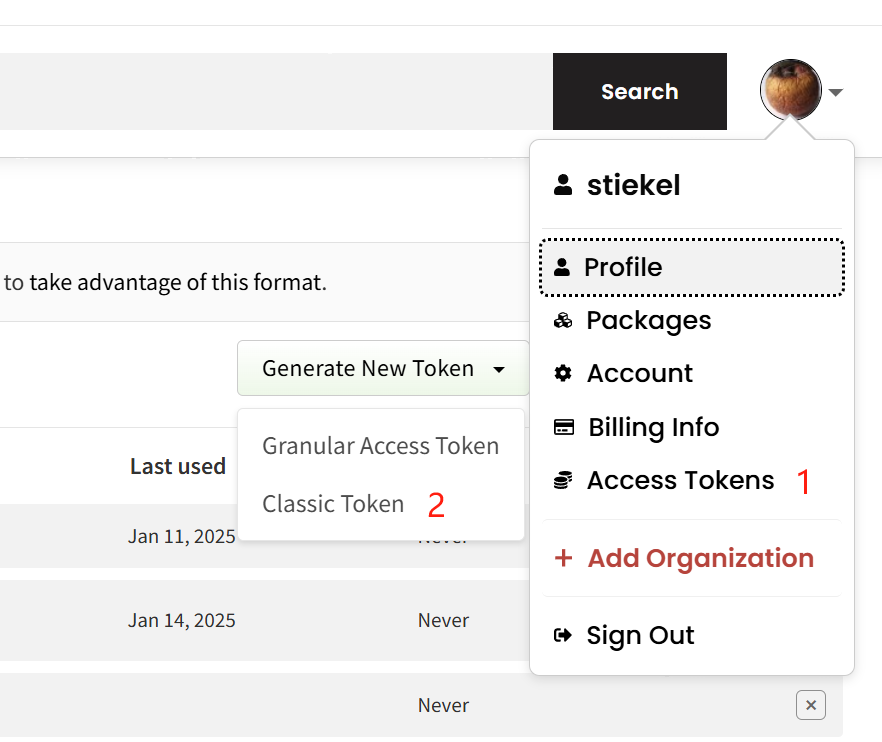 Search
stiekel
to take advantage of this format.
Profile
Packages
Generate New Token
Account
Granular Access Token
Billing Info
Last used
Classic Token 2
Access Tokens 1
Jan 11, 2025 Never
Add Organization
Jan 14, 2025 Never
Sign Out
Never